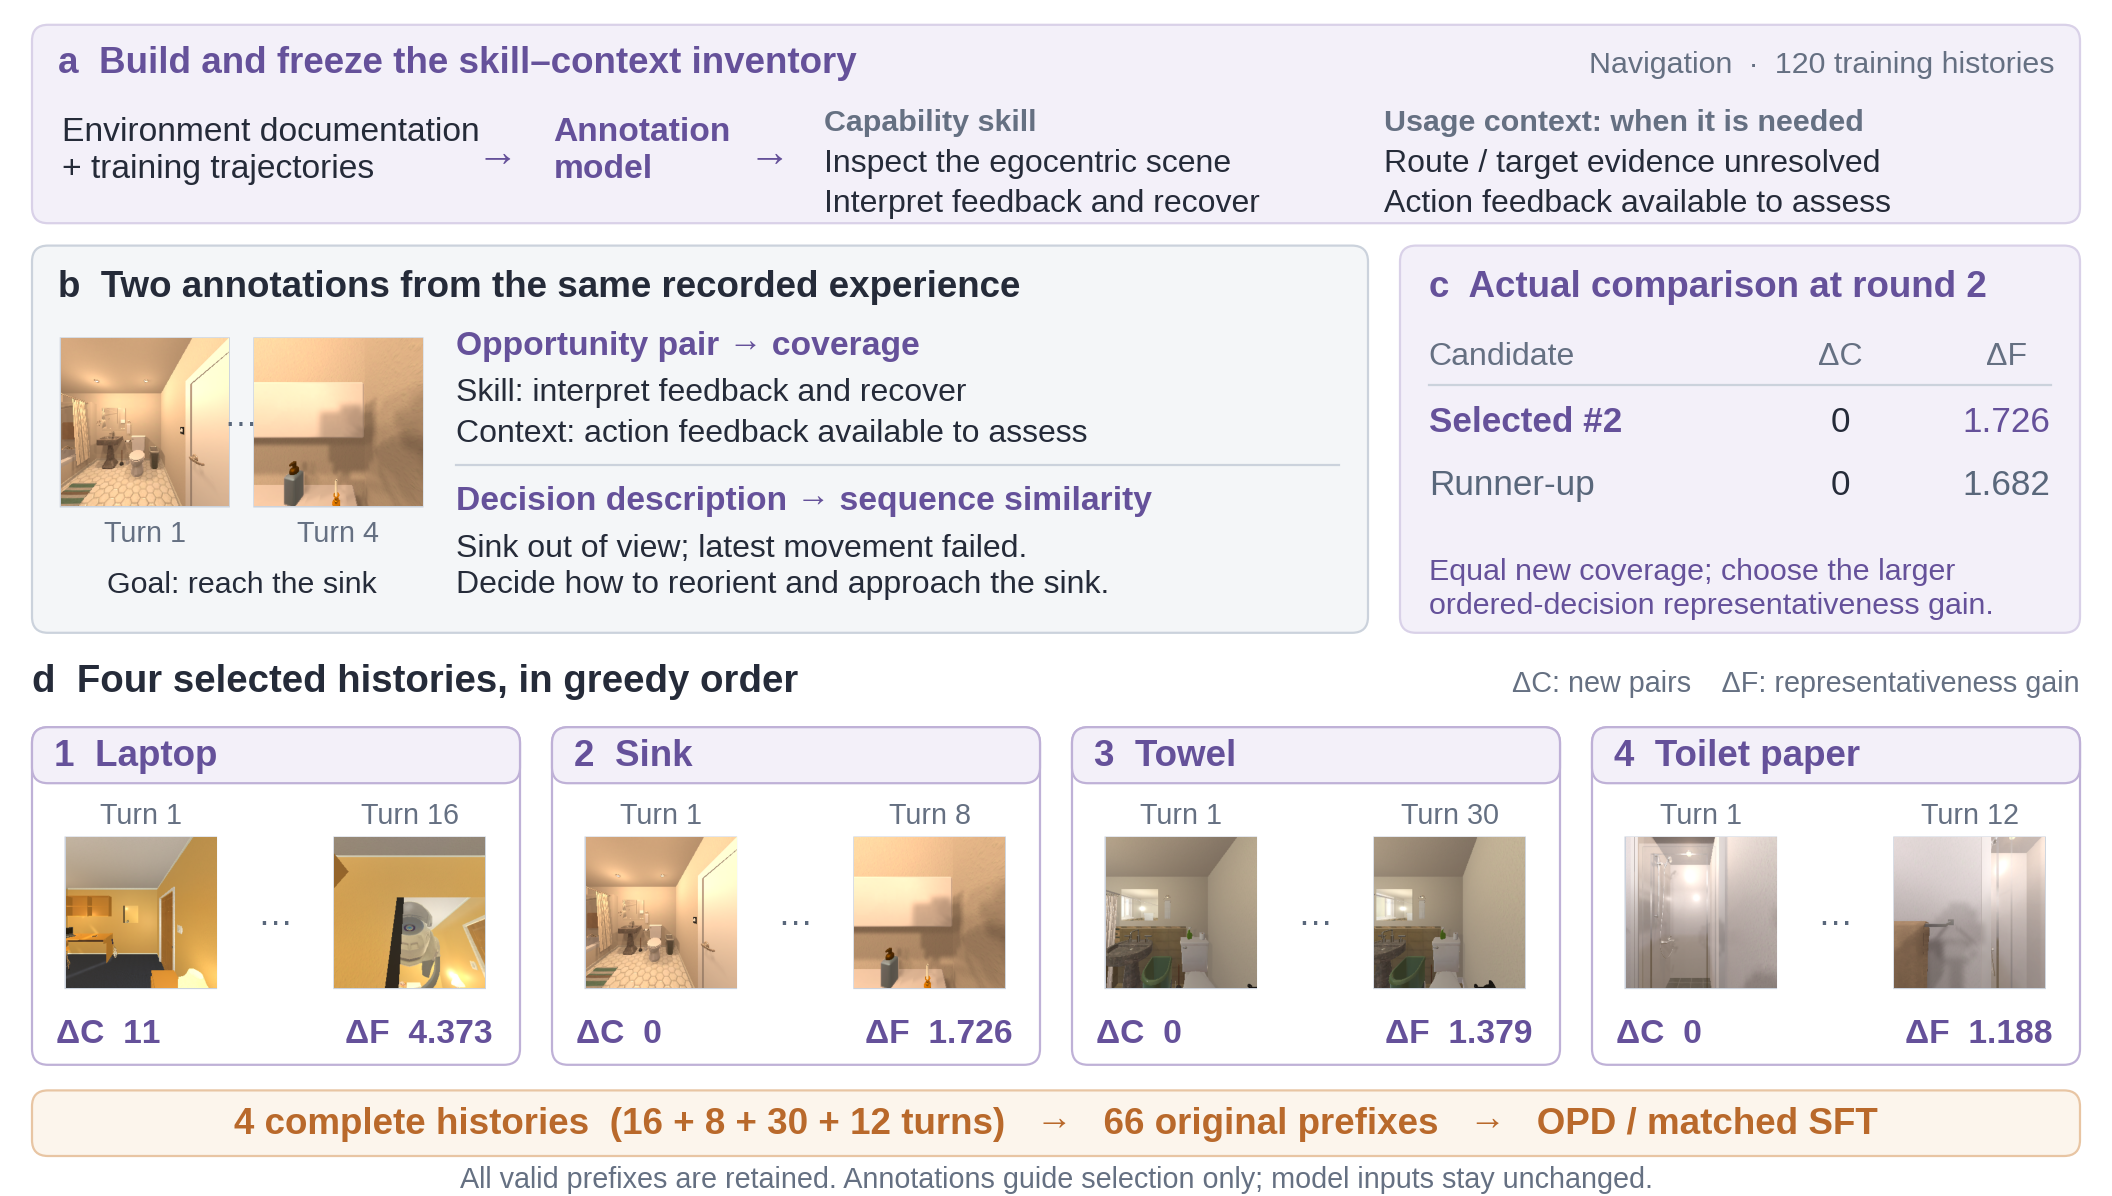 a Build and freeze the skill–context inventory
Navigation · 120 training histories
Environment documentation
+ training trajectories
→
Annotation
model
→
Capability skill
Inspect the egocentric scene
Interpret feedback and recover
Usage context: when it is needed
Route / target evidence unresolved
Action feedback available to assess
b Two annotations from the same recorded experience
...
Turn 1
Turn 4
Goal: reach the sink
Opportunity pair → coverage
Skill: interpret feedback and recover
Context: action feedback available to assess
Decision description → sequence similarity
Sink out of view; latest movement failed.
Decide how to reorient and approach the sink.
c Actual comparison at round 2
Candidate ΔC ΔF
Selected #2 0 1.726
Runner-up 0 1.682
Equal new coverage; choose the larger
ordered-decision representativeness gain.
d Four selected histories, in greedy order
ΔC: new pairs ΔF: representativeness gain
1 Laptop
Turn 1 Turn 16
...
ΔC 11 ΔF 4.373
2 Sink
Turn 1 Turn 8
...
ΔC 0 ΔF 1.726
3 Towel
Turn 1 Turn 30
...
ΔC 0 ΔF 1.379
4 Toilet paper
Turn 1 Turn 12
...
ΔC 0 ΔF 1.188
4 complete histories (16 + 8 + 30 + 12 turns) → 66 original prefixes → OPD / matched SFT
All valid prefixes are retained. Annotations guide selection only; model inputs stay unchanged.